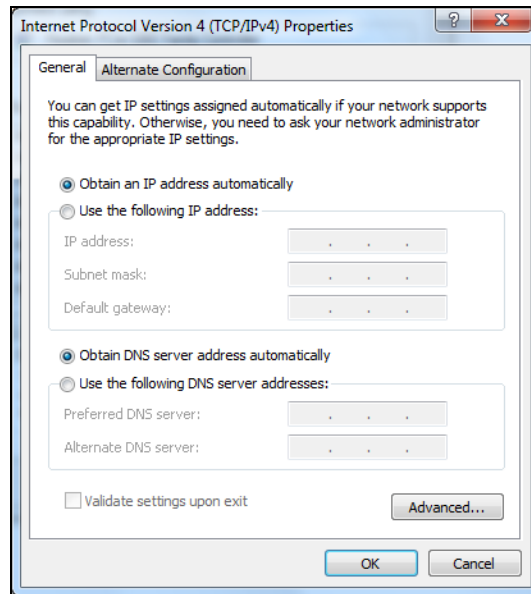 Internet Protocol Version 4 (TCP/IPv4) Properties
?
General
Alternate Configuration
You can get IP settings assigned automatically if your network supports
this capability. Otherwise, you need to ask your network administrator
for the appropriate IP settings.
Obtain an IP address automatically
Use the following IP address:
IP address:
Subnet mask:
Default gateway:
Obtain DNS server address automatically
Use the following DNS server addresses:
Preferred DNS server:
Alternate DNS server:
Validate settings upon exit
Advanced...
OK
Cancel